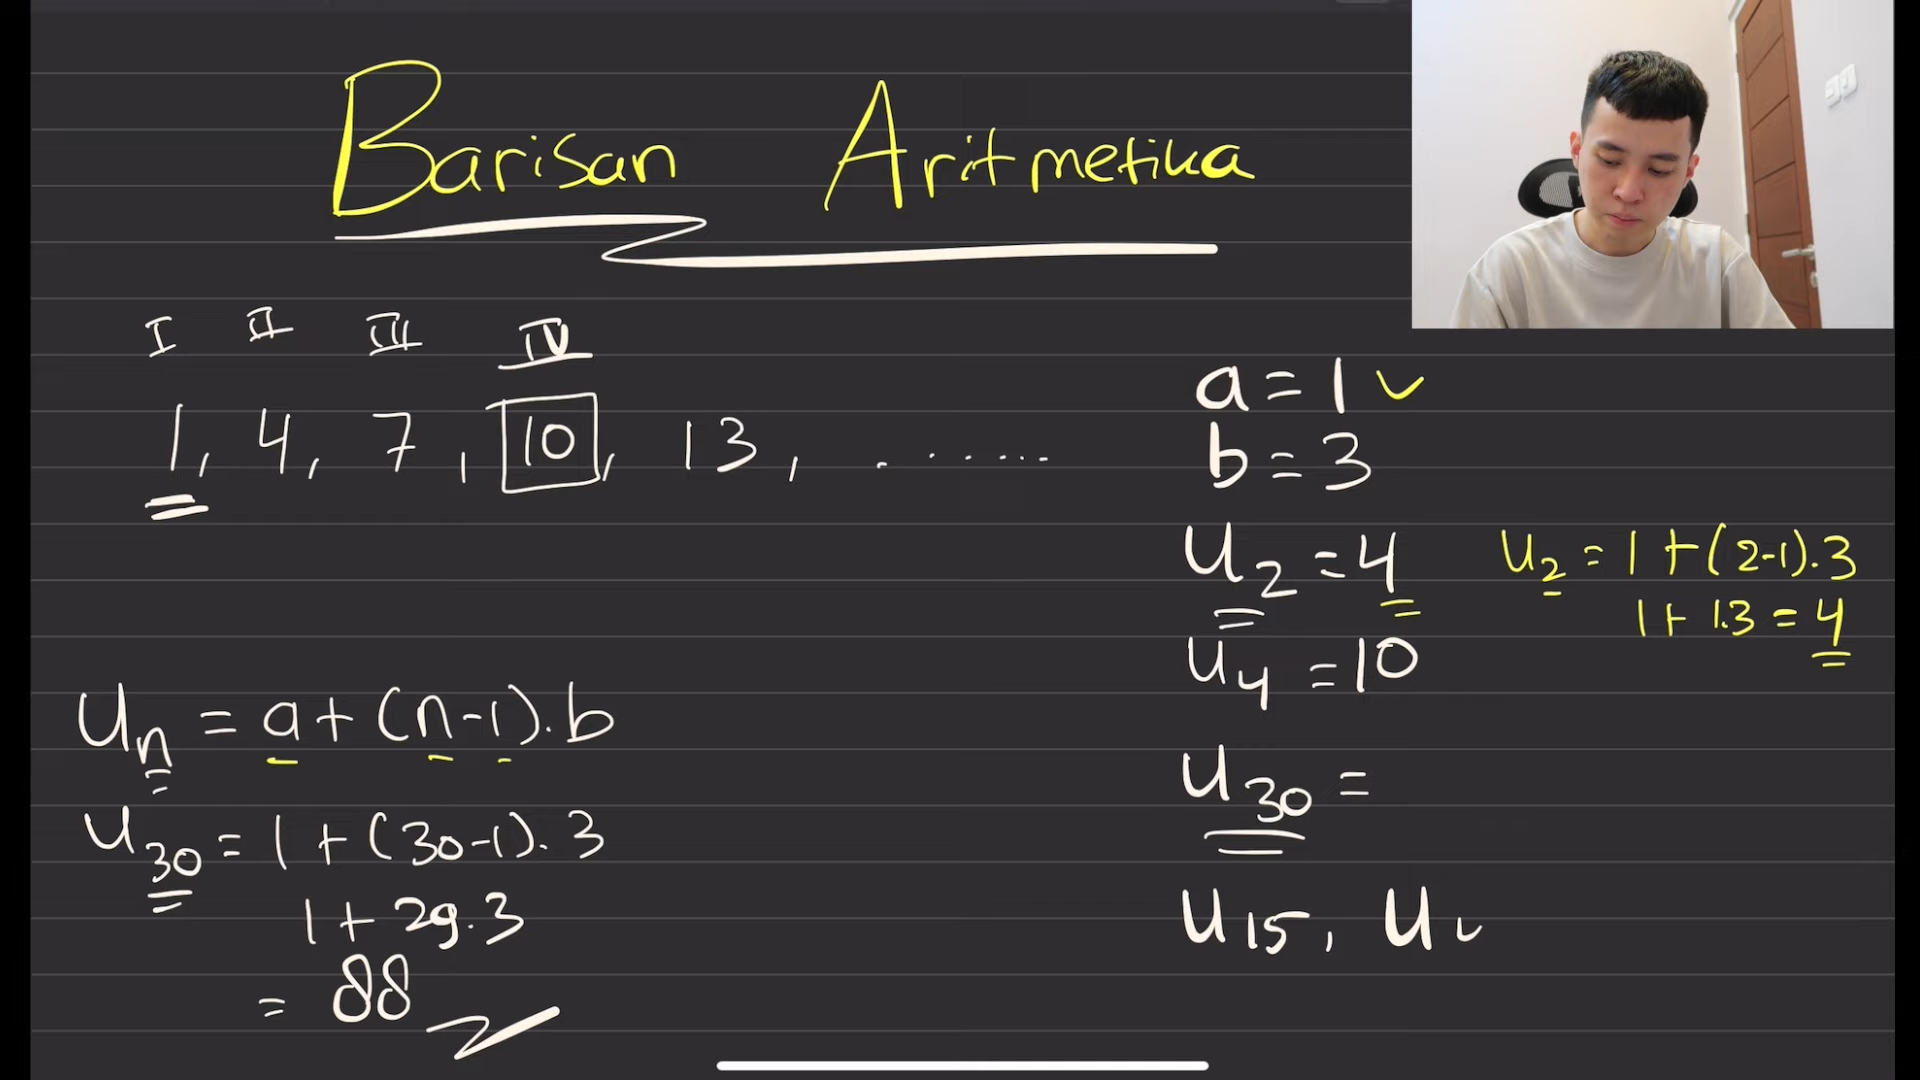 Barisan Aritmetika
I II III IV
1, 4, 7, 10, 13, .......
a = 1 ✓
b = 3
U2 = 4
U4 = 10
U30 =
U15, U
U2 = 1 + (2-1).3
1 + 1.3 = 4
Un = a + (n-1).b
U30 = 1 + (30-1).3
1 + 29.3
= 88